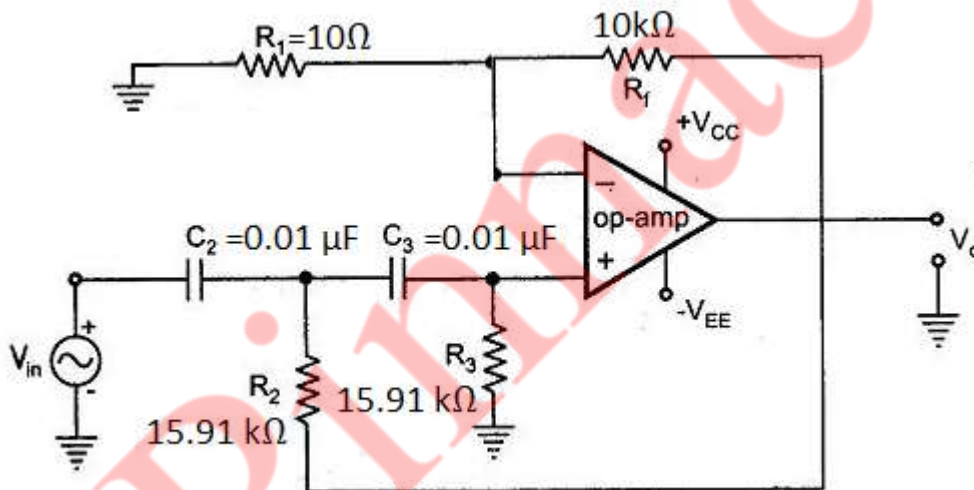 R1=10Ω
10kΩ
Rf
+VCC
−
op-amp
+
-VEE
C2 =0.01 µF
C3 =0.01 µF
+
Vin
-
R2
15.91 kΩ
R3
15.91 kΩ
Pinnac